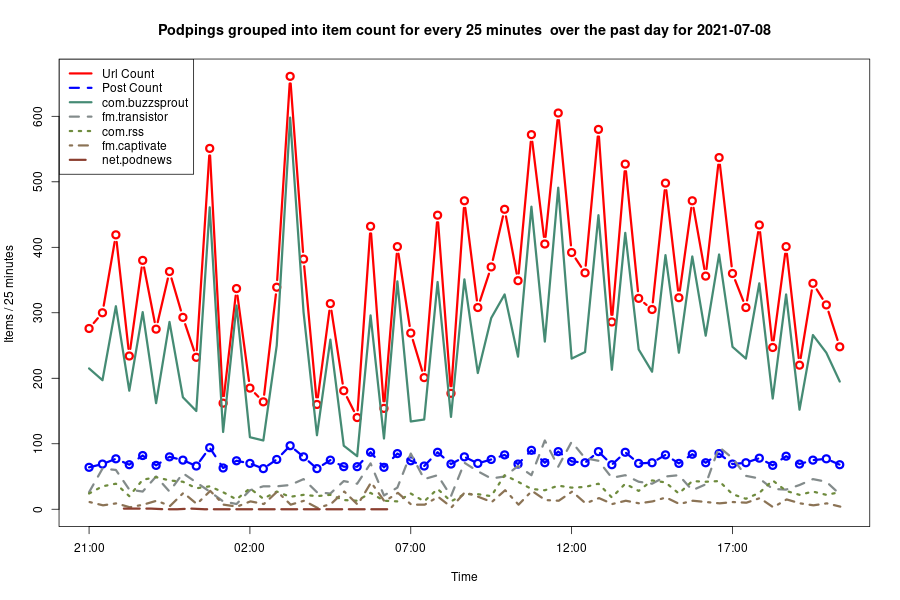 Podpings grouped into item count for every 25 minutes  over the past day for 2021-07-08
Url Count
Post Count
com.buzzsprout
fm.transistor
com.rss
fm.captivate
net.podnews
Items / 25 minutes
600
500
400
300
200
100
0
21:00 02:00 07:00 12:00 17:00
Time